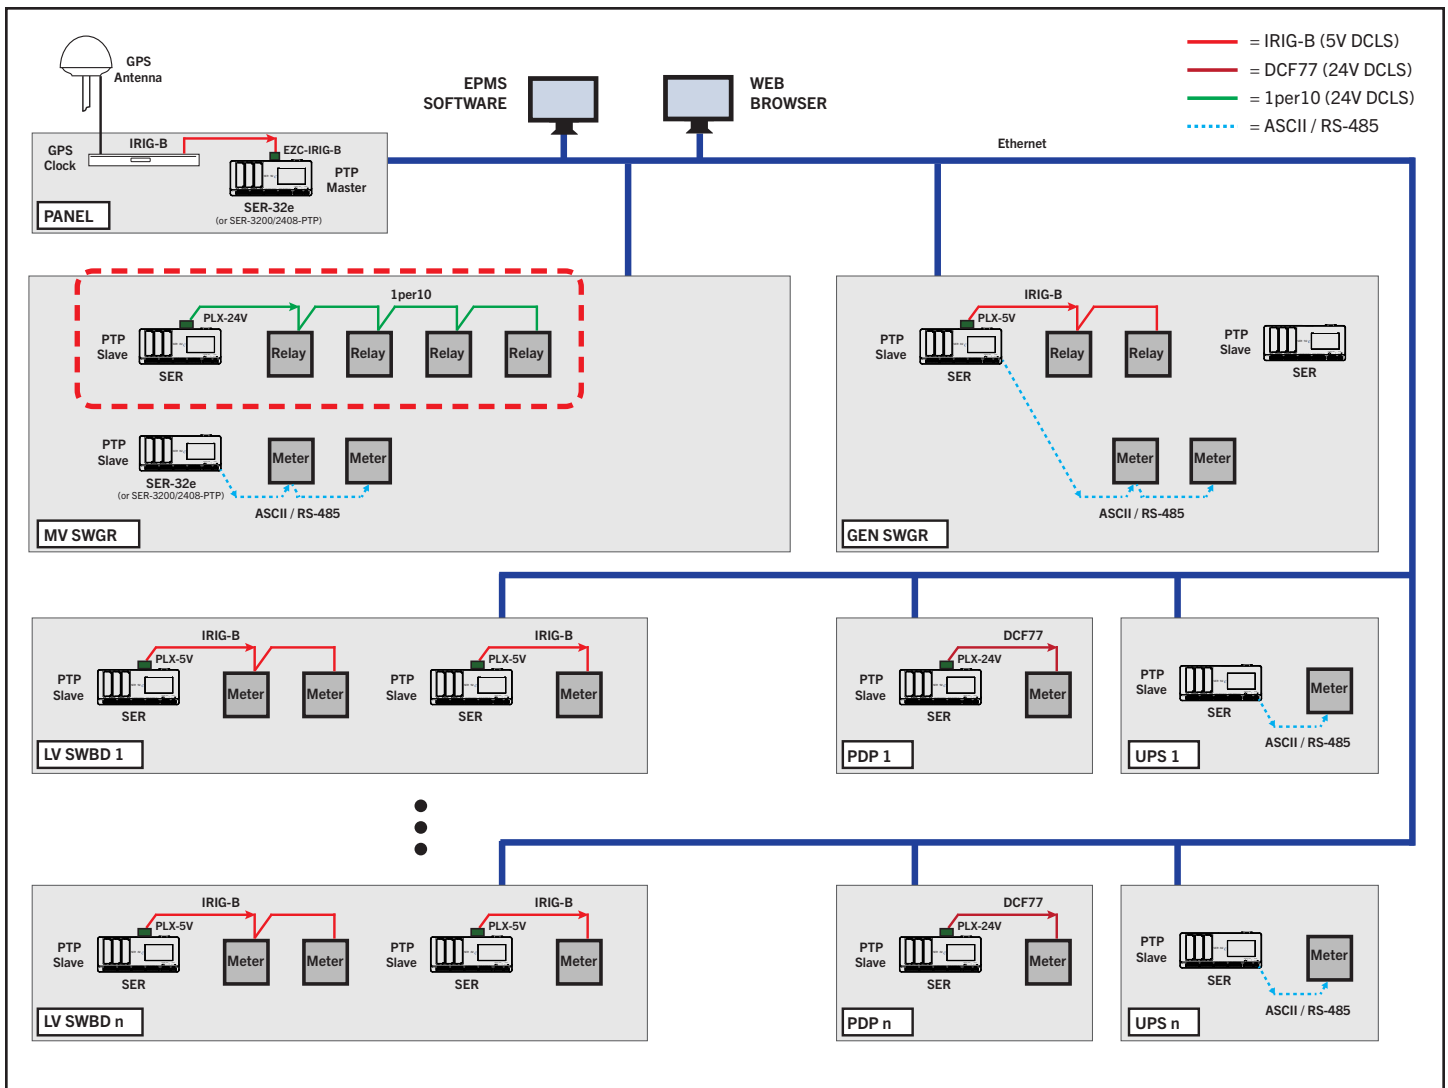 GPS
Antenna
EPMS
SOFTWARE
WEB
BROWSER
= IRIG-B (5V DCLS)
= DCF77 (24V DCLS)
= 1per10 (24V DCLS)
= ASCII / RS-485
Ethernet
GPS
Clock
IRIG-B
EZC-IRIG-B
PTP
Master
SER-32e
(or SER-3200/2408-PTP)
PANEL
1per10
PLX-24V
PTP
Slave
SER
Relay
Relay
Relay
Relay
PTP
Slave
SER-32e
(or SER-3200/2408-PTP)
Meter
Meter
ASCII / RS-485
MV SWGR
IRIG-B
PLX-5V
PTP
Slave
SER
Relay
Relay
PTP
Slave
SER
Meter
Meter
ASCII / RS-485
GEN SWGR
IRIG-B
PLX-5V
PTP
Slave
SER
Meter
Meter
IRIG-B
PLX-5V
PTP
Slave
SER
Meter
LV SWBD 1
DCF77
PLX-24V
PTP
Slave
SER
Meter
PDP 1
PTP
Slave
SER
Meter
ASCII / RS-485
UPS 1
IRIG-B
PLX-5V
PTP
Slave
SER
Meter
Meter
IRIG-B
PLX-5V
PTP
Slave
SER
Meter
LV SWBD n
DCF77
PLX-24V
PTP
Slave
SER
Meter
PDP n
PTP
Slave
SER
Meter
ASCII / RS-485
UPS n